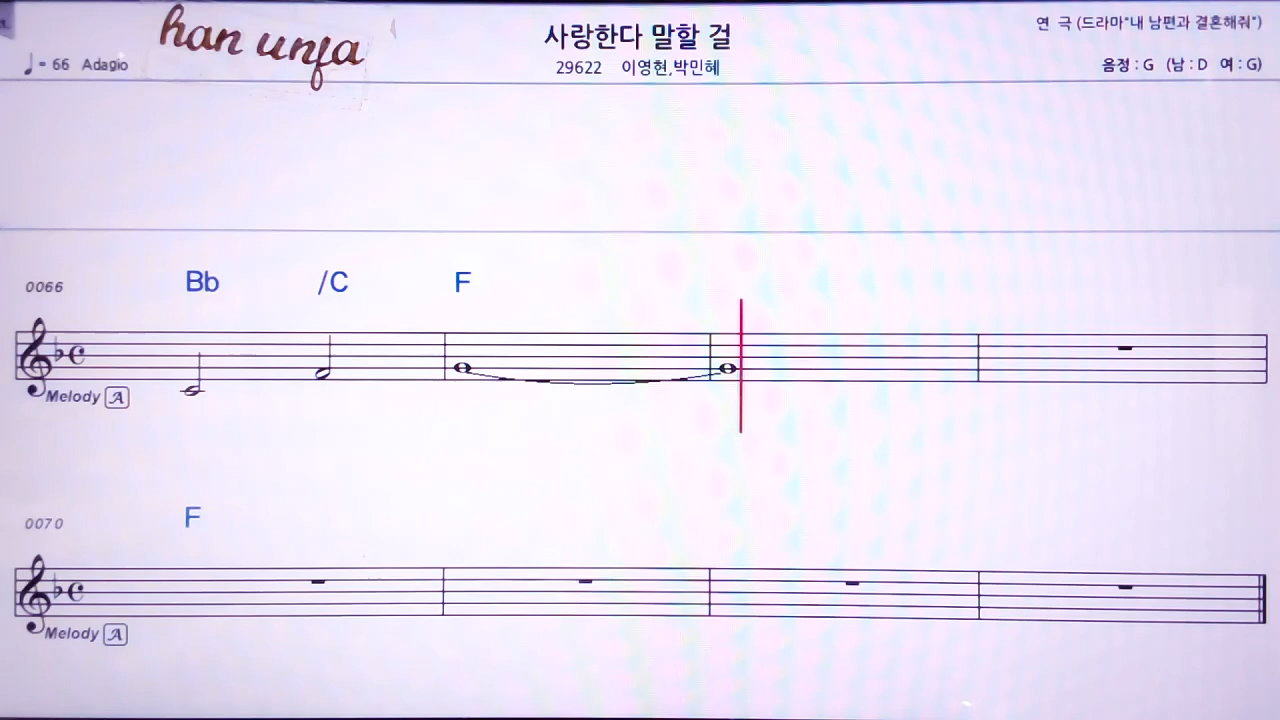 han unja
사랑한다 말할 걸
연 극 (드라마"내 남편과 결혼해줘")
♩= 66 Adagio
29622 이영현,박민혜
음정 : G (남 : D 여 : G)
0066 Bb /C F
Melody A
0070 F
Melody A